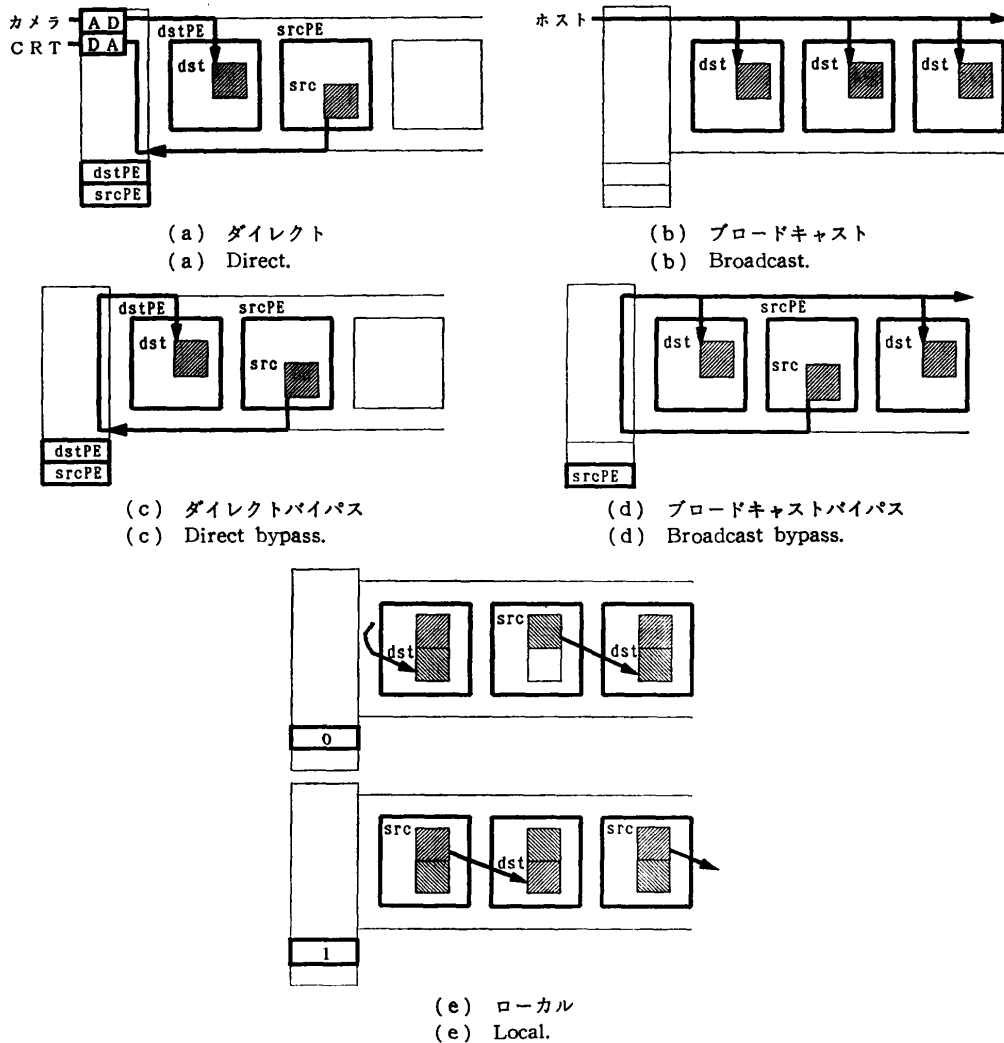 カメラ AD
CRT DA
dstPE srcPE
dst
src
dstPE
srcPE
(a) ダイレクト
(a) Direct.
ホスト
dst dst dst
(b) ブロードキャスト
(b) Broadcast.
dstPE srcPE
dst
src
dstPE
srcPE
(c) ダイレクトバイパス
(c) Direct bypass.
srcPE
dst dst
src
srcPE
(d) ブロードキャストバイパス
(d) Broadcast bypass.
src
dst dst
0
src src
dst
1
(e) ローカル
(e) Local.